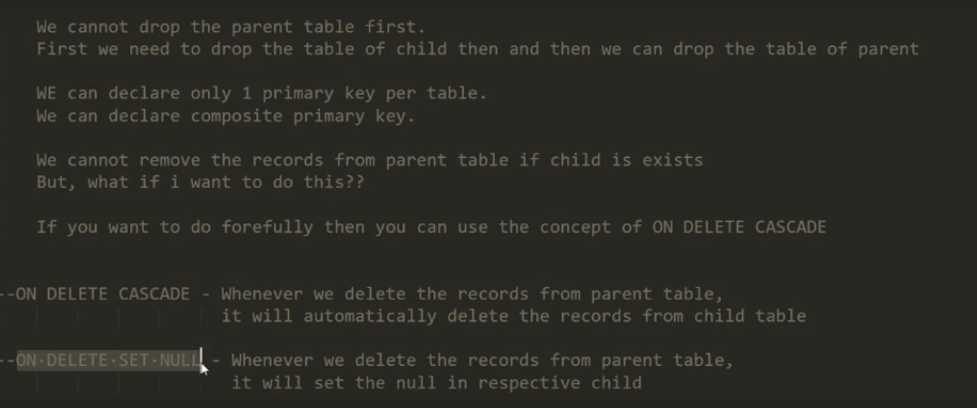 We cannot drop the parent table first.
First we need to drop the table of child then and then we can drop the table of parent
WE can declare only 1 primary key per table.
We can declare composite primary key.
We cannot remove the records from parent table if child is exists
But, what if i want to do this??
If you want to do forefully then you can use the concept of ON DELETE CASCADE
--ON DELETE CASCADE - Whenever we delete the records from parent table,
it will automatically delete the records from child table
--ON DELETE SET NULL - Whenever we delete the records from parent table,
it will set the null in respective child